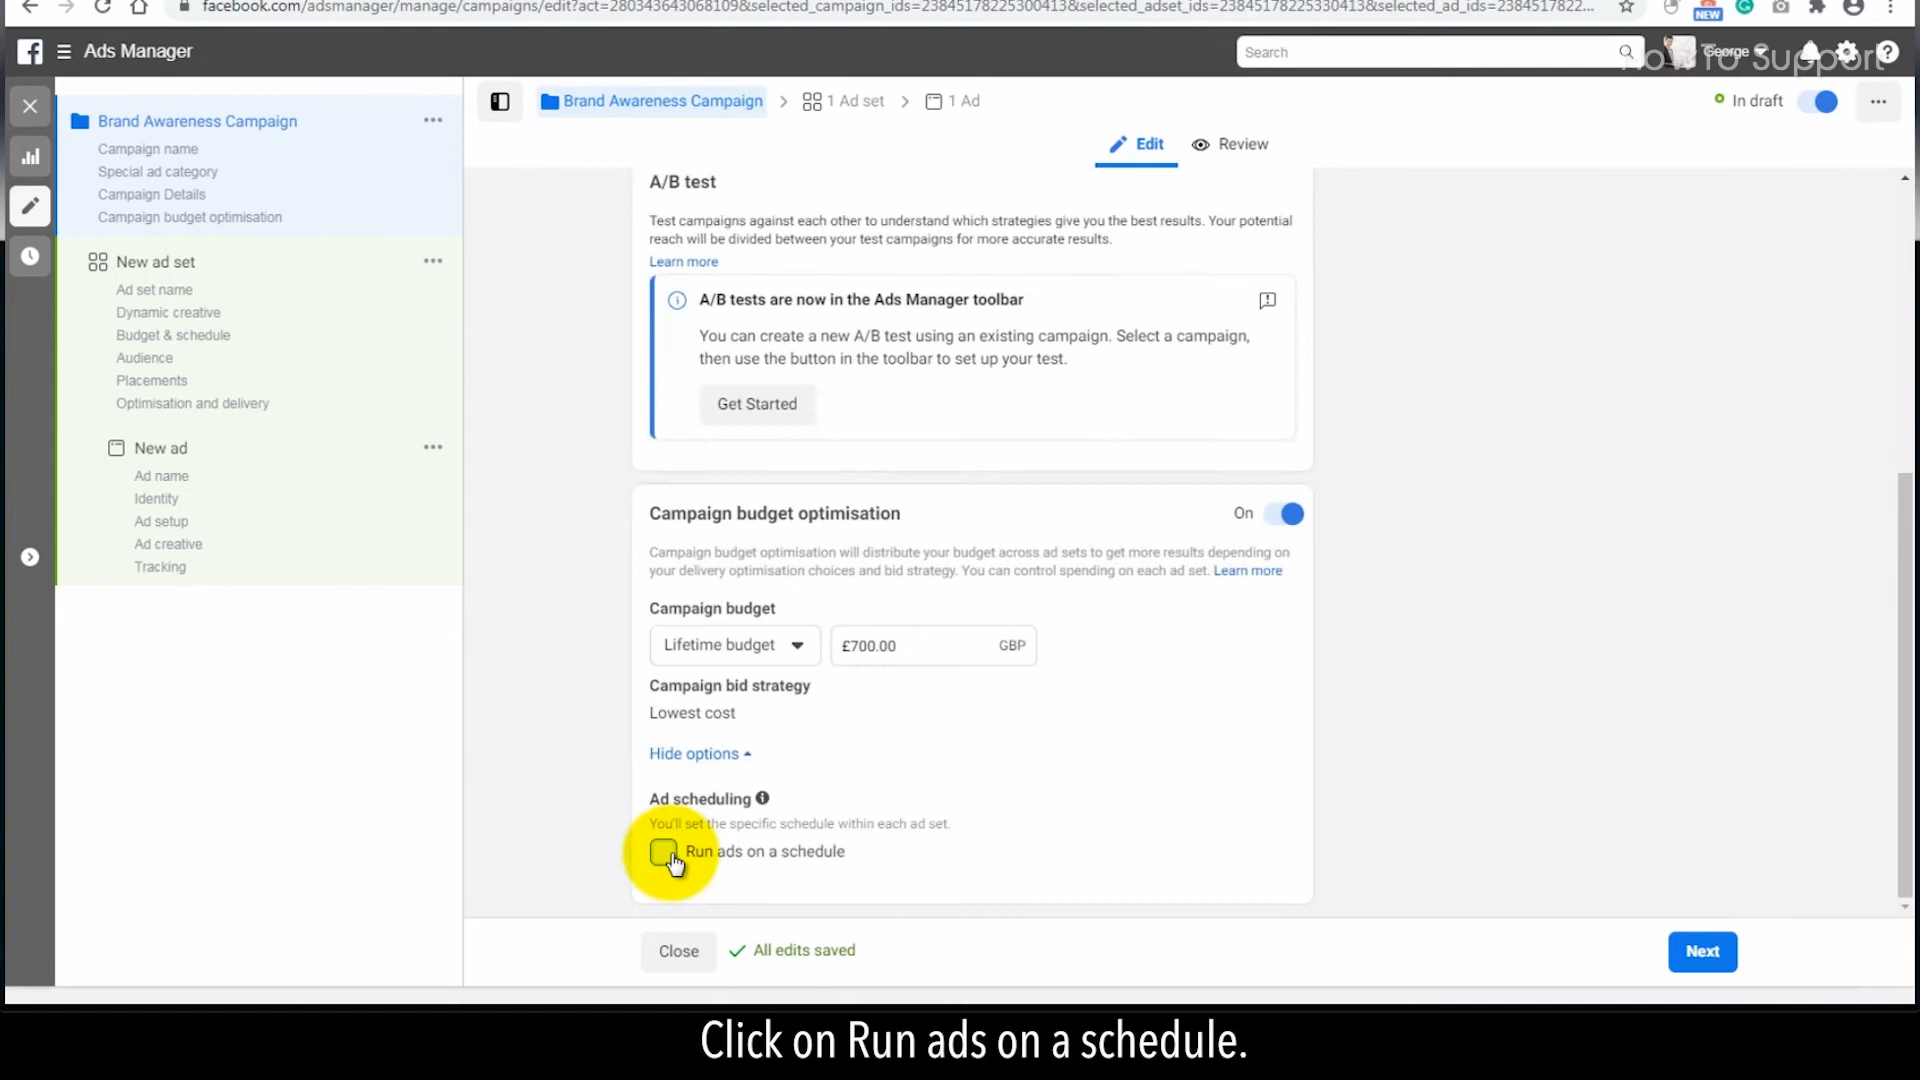 facebook.com/adsmanager/manage/campaigns/edit?act=280343643068109&selected_campaign_ids=23845178225300413&selected_adset_ids=23845178225330413&selected_ad_ids=2384517822...
NEW
Ads Manager
Search
George
HowTo Support
Brand Awareness Campaign
Campaign name
Special ad category
Campaign Details
Campaign budget optimisation
New ad set
Ad set name
Dynamic creative
Budget & schedule
Audience
Placements
Optimisation and delivery
New ad
Ad name
Identity
Ad setup
Ad creative
Tracking
Brand Awareness Campaign > 1 Ad set > 1 Ad
In draft
Edit
Review
A/B test
Test campaigns against each other to understand which strategies give you the best results. Your potential
reach will be divided between your test campaigns for more accurate results.
Learn more
A/B tests are now in the Ads Manager toolbar
You can create a new A/B test using an existing campaign. Select a campaign,
then use the button in the toolbar to set up your test.
Get Started
Campaign budget optimisation
On
Campaign budget optimisation will distribute your budget across ad sets to get more results depending on
your delivery optimisation choices and bid strategy. You can control spending on each ad set. Learn more
Campaign budget
Lifetime budget
£700.00 GBP
Campaign bid strategy
Lowest cost
Hide options
Ad scheduling
You'll set the specific schedule within each ad set.
Run ads on a schedule
Close
All edits saved
Next
Click on Run ads on a schedule.